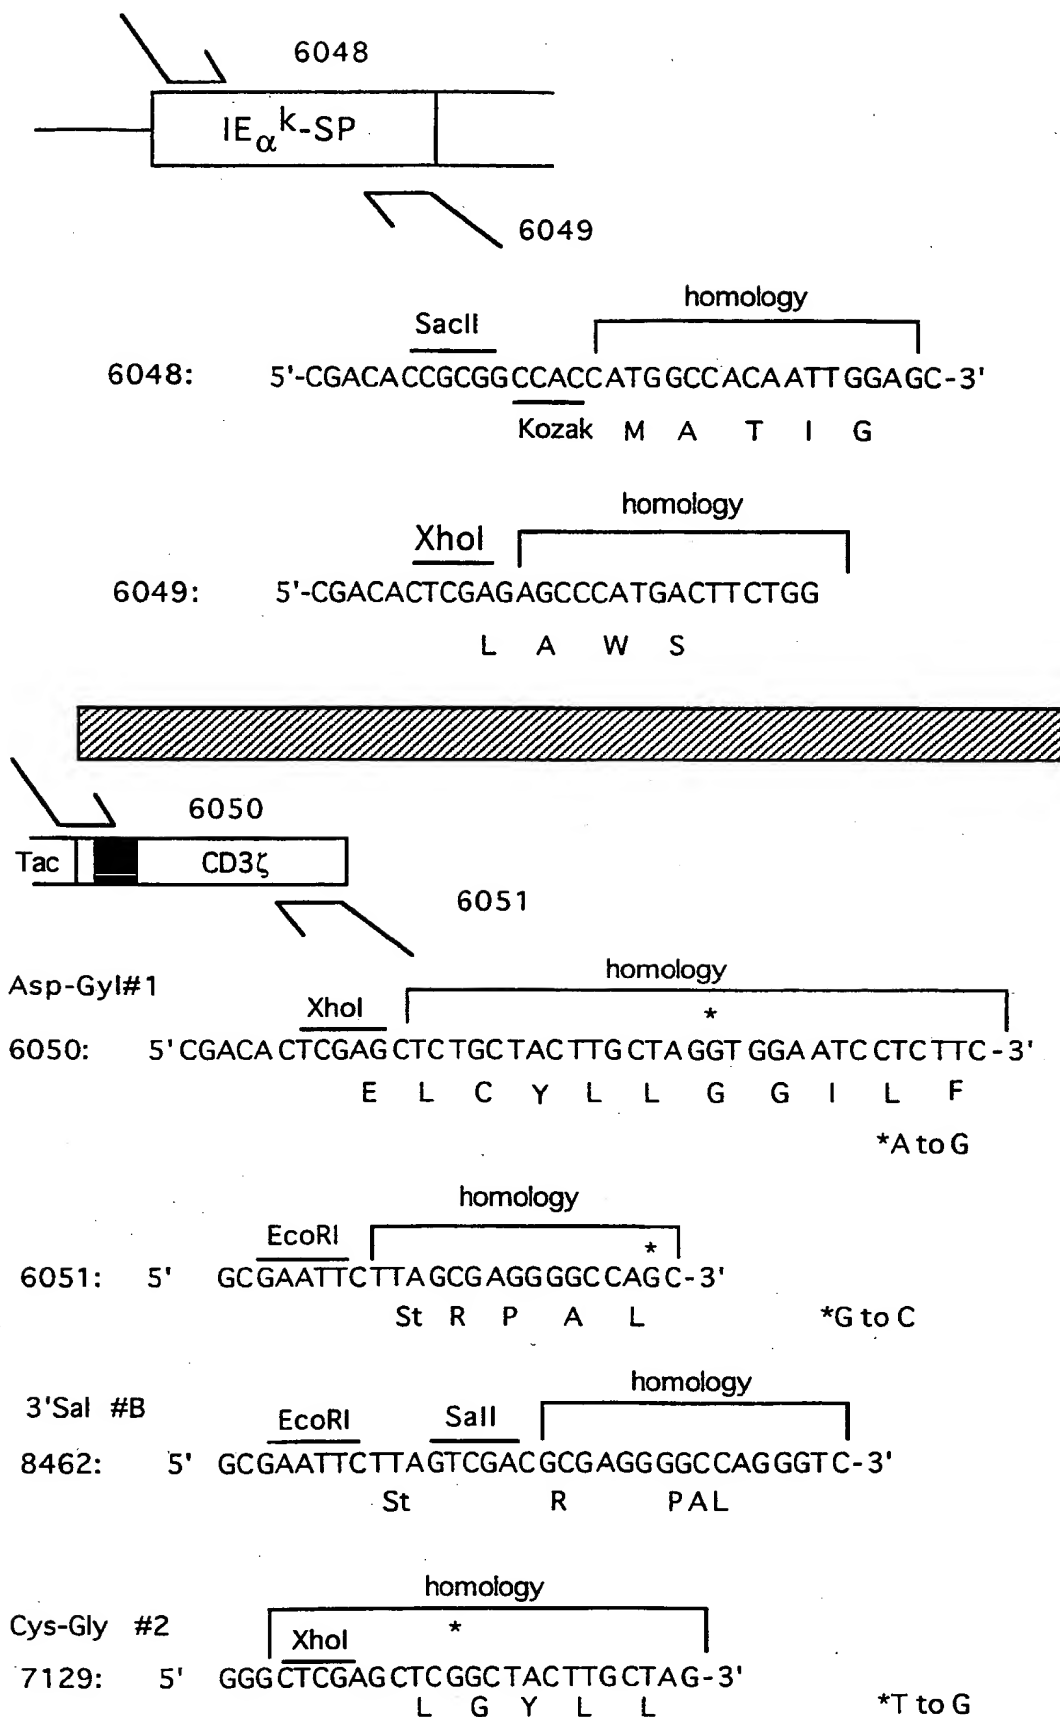 6048
IEαk-SP
6049
homology
SacII
6048: 5'-CGACACCGCGGCCACCATGGCCACAATTGGAGC-3'
Kozak M A T I G
homology
XhoI
6049: 5'-CGACACTCGAGAGCCCATGACTTCTGG
L A W S
6050
Tac CD3ζ
6051
homology
Asp-Gyl#1
XhoI *
6050: 5'CGACACTCGAGCTCTGCTACTTGCTAGGTGGAATCCTCTTC-3'
E L C Y L L G G I L F
*A to G
homology
EcoRI *
6051: 5' GCGAATTCTTAGCGAGGGGCCAGC-3'
St R P A L *G to C
homology
3'Sal #B
EcoRI SalI
8462: 5' GCGAATTCTTAGTCGACGCGAGGGGCCAGGGTC-3'
St R PAL
homology
Cys-Gly #2 *
XhoI
7129: 5' GGGCTCGAGCTCGGCTACTTGCTAG-3'
L G Y L L *T to G